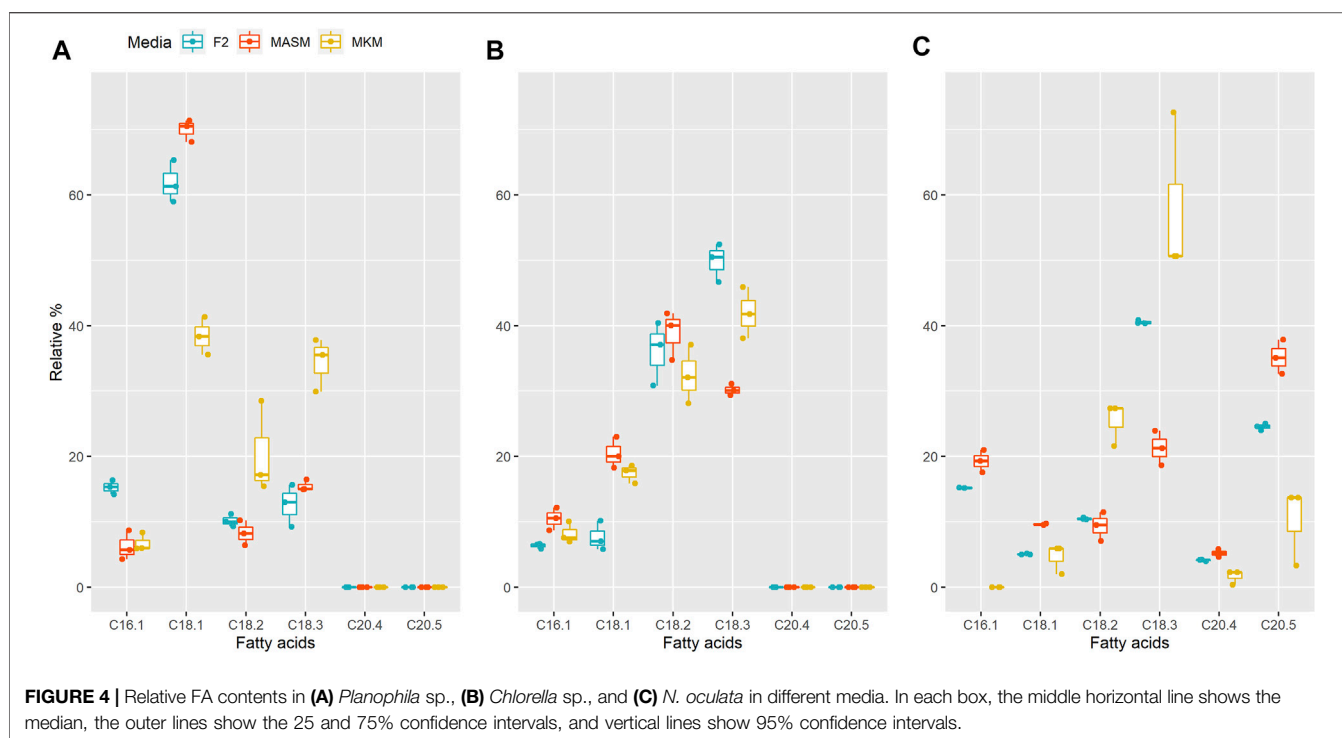 A
Media F2 MASM MKM
B
C
Relative %
60
40
20
0
C16.1 C18.1 C18.2 C18.3 C20.4 C20.5
Fatty acids
60
40
20
0
C16.1 C18.1 C18.2 C18.3 C20.4 C20.5
Fatty acids
60
40
20
0
C16.1 C18.1 C18.2 C18.3 C20.4 C20.5
Fatty acids
FIGURE 4 | Relative FA contents in (A) Planophila sp., (B) Chlorella sp., and (C) N. oculata in different media. In each box, the middle horizontal line shows the
median, the outer lines show the 25 and 75% confidence intervals, and vertical lines show 95% confidence intervals.